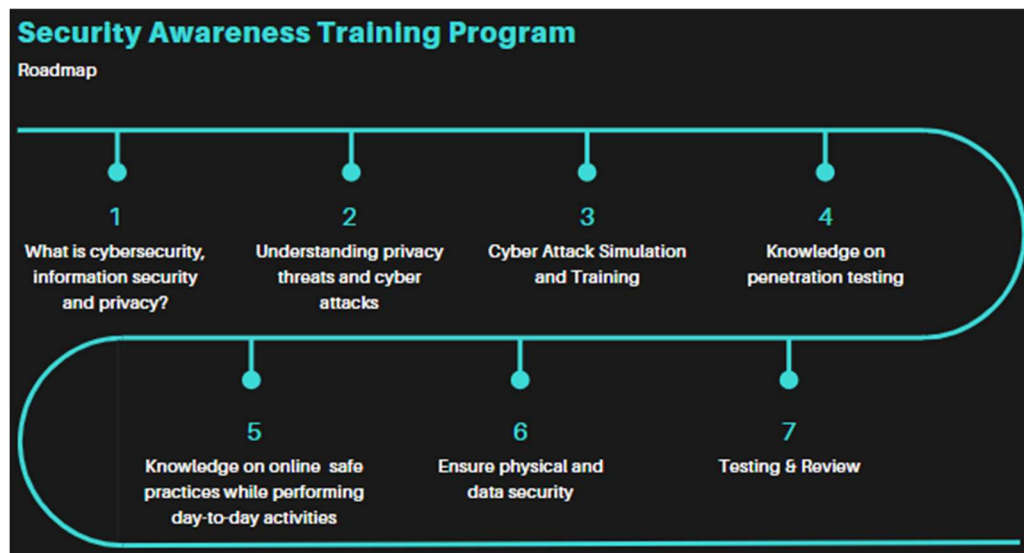 Security Awareness Training Program
Roadmap
1
What is cybersecurity,
information security
and privacy?
2
Understanding privacy
threats and cyber
attacks
3
Cyber Attack Simulation
and Training
4
Knowledge on
penetration testing
5
Knowledge on online safe
practices while performing
day-to-day activities
6
Ensure physical and
data security
7
Testing & Review